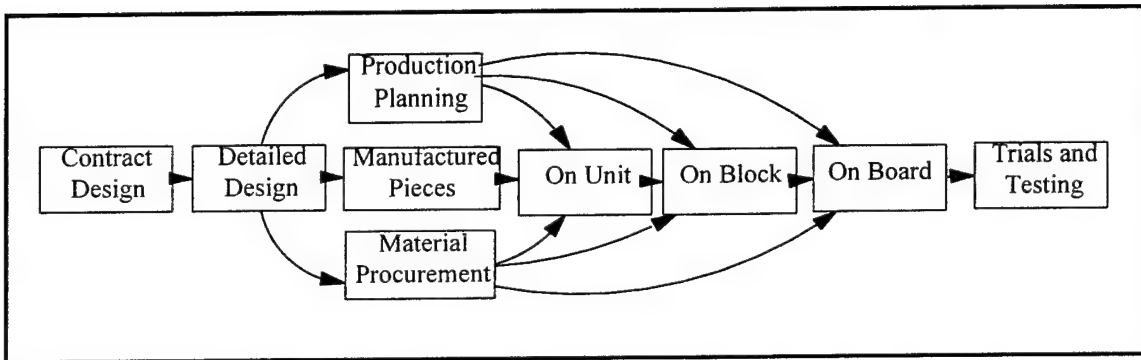 Production
Planning
Contract
Design
Detailed
Design
Manufactured
Pieces
On Unit
On Block
On Board
Trials and
Testing
Material
Procurement